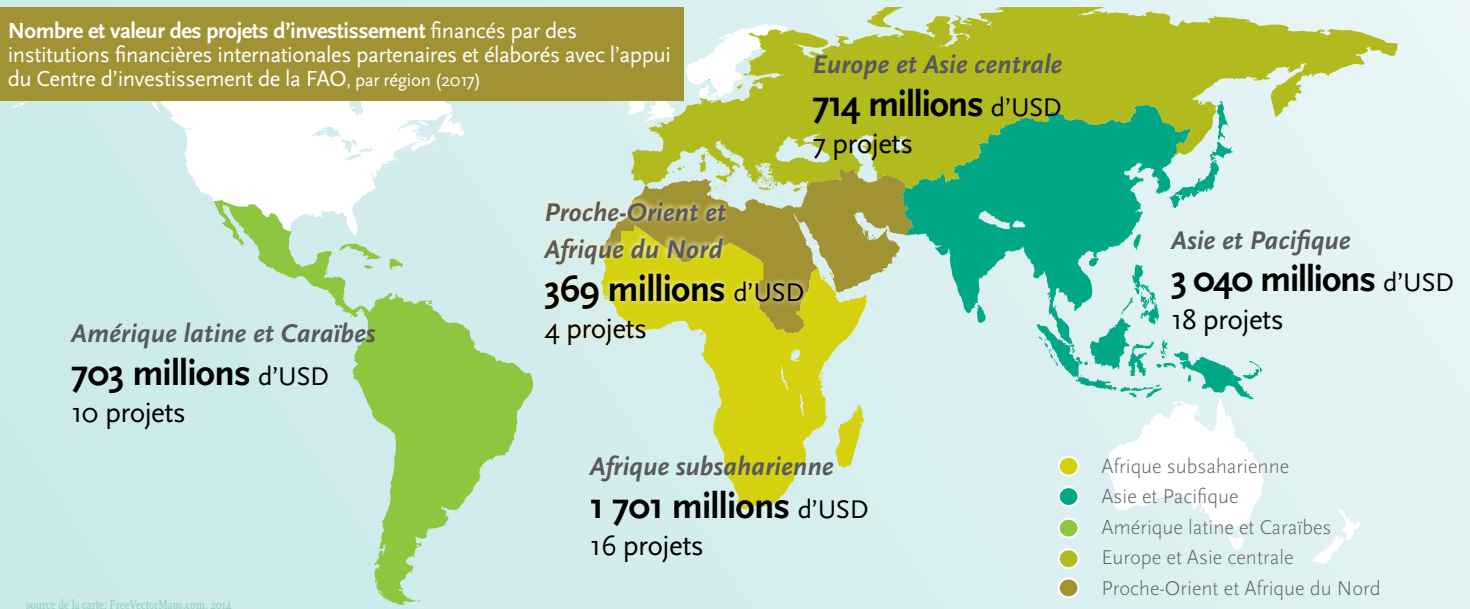 Nombre et valeur des projets d’investissement financés par des
institutions financières internationales partenaires et élaborés avec l’appui
du Centre d’investissement de la FAO, par région (2017)
Europe et Asie centrale
714 millions d’USD
7 projets
Proche-Orient et
Afrique du Nord
369 millions d’USD
4 projets
Asie et Pacifique
3 040 millions d’USD
18 projets
Amérique latine et Caraïbes
703 millions d’USD
10 projets
Afrique subsaharienne
1 701 millions d’USD
16 projets
Afrique subsaharienne
Asie et Pacifique
Amérique latine et Caraïbes
Europe et Asie centrale
Proche-Orient et Afrique du Nord
source de la carte: FreeVectorMaps.com, 2014